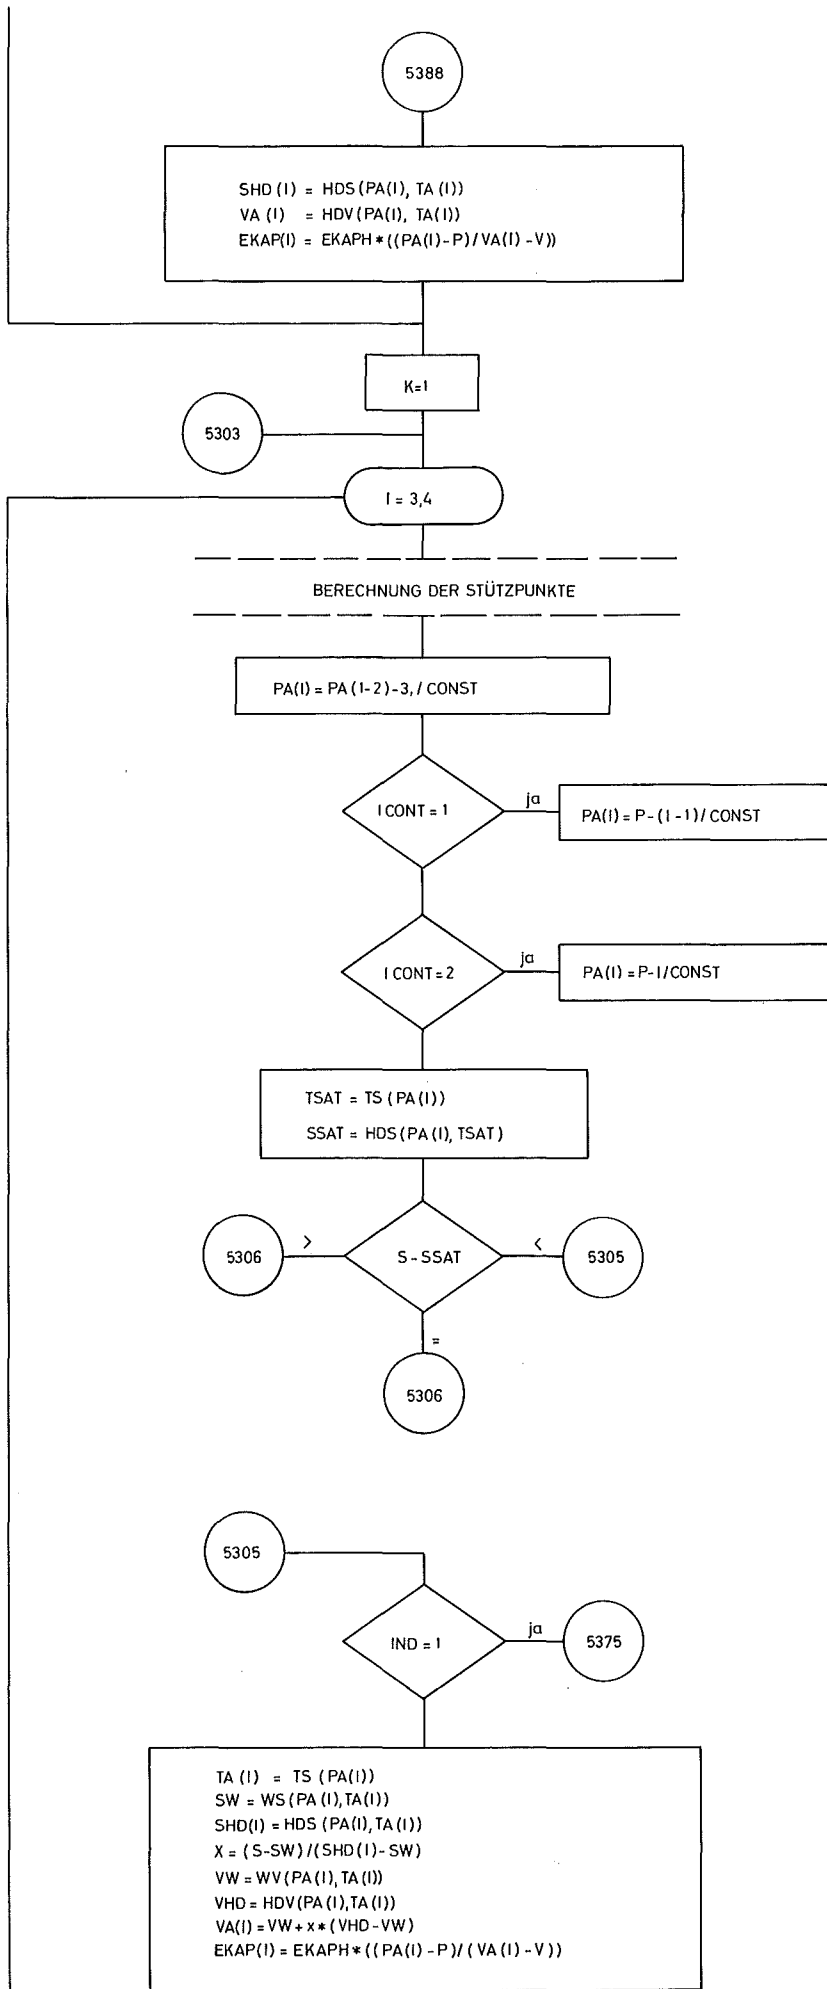 5388
SHD (I) = HDS (PA(I), TA (I))
VA (I) = HDV (PA(I), TA(I))
EKAP(I) = EKAPH * ((PA(I)-P)/VA(I)-V))
K=1
5303
I = 3,4
BERECHNUNG DER STÜTZPUNKTE
PA(I) = PA (I-2)-3,/CONST
I CONT = 1
ja
PA(I) = P-(I-1)/CONST
I CONT = 2
ja
PA(I) = P-I/CONST
TSAT = TS (PA(I))
SSAT = HDS (PA(I), TSAT)
5306
>
S-SSAT
<
5305
=
5306
5305
IND = 1
ja
5375
TA (I) = TS (PA(I))
SW = WS (PA(I),TA(I))
SHD(I) = HDS (PA(I),TA(I))
X = (S-SW)/(SHD(I)-SW)
VW = WV(PA(I),TA(I))
VHD = HDV(PA(I),TA(I))
VA(I) = VW + x * (VHD-VW)
EKAP(I) = EKAPH * ((PA(I)-P)/(VA(I)-V))